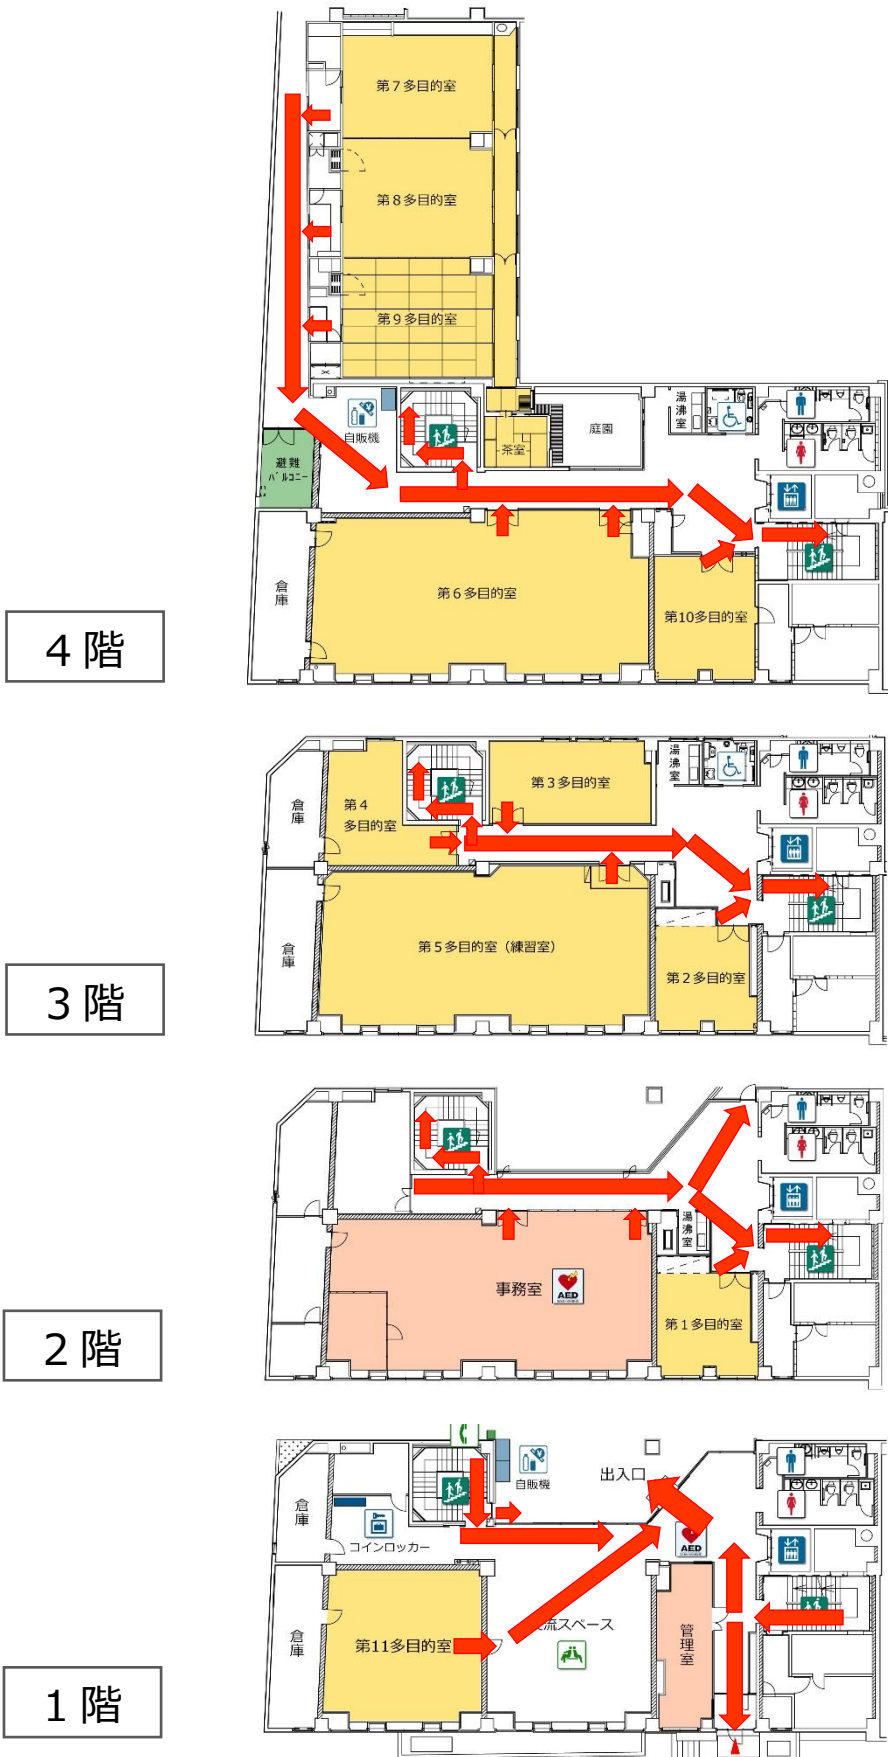 第７多目的室
第８多目的室
第９多目的室
自販機
茶室
庭園
湯沸室
避難
ﾊﾞﾙｺﾆｰ
倉庫
第６多目的室
第10多目的室
４階
倉庫
第４
多目的室
第３多目的室
湯沸室
倉庫
第５多目的室（練習室）
第２多目的室
３階
湯沸室
事務室
AED
第１多目的室
２階
自販機
出入口
倉庫
コインロッカー
AED
倉庫
第11多目的室
流スペース
管理室
１階